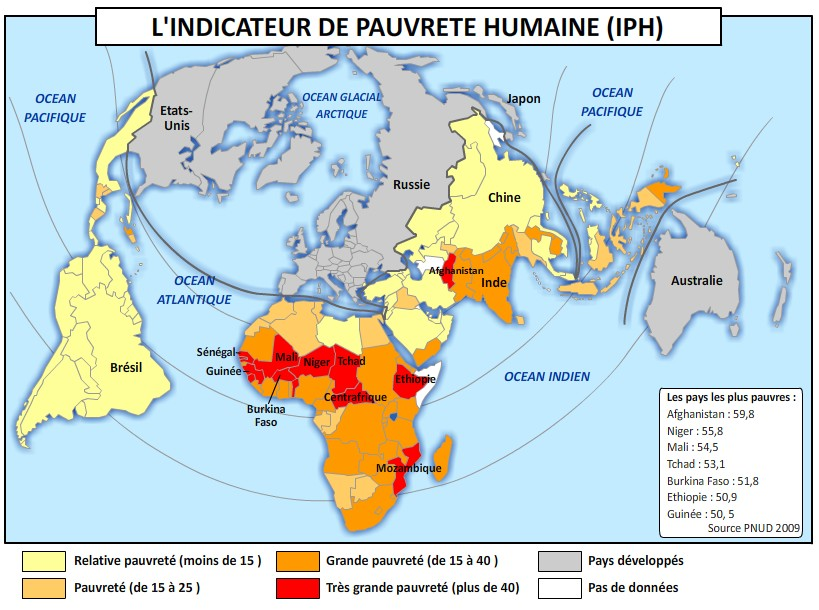 L'INDICATEUR DE PAUVRETE HUMAINE (IPH)
OCEAN
PACIFIQUE
Etats-
Unis
OCEAN GLACIAL
ARCTIQUE
Japon
OCEAN
PACIFIQUE
Russie
Chine
Afghanistan
Inde
Australie
OCEAN
ATLANTIQUE
Brésil
Sénégal
Guinée
Mali
Niger
Tchad
Ethiopie
Centrafrique
Burkina
Faso
Mozambique
OCEAN INDIEN
Les pays les plus pauvres :
Afghanistan : 59,8
Niger : 55,8
Mali : 54,5
Tchad : 53,1
Burkina Faso : 51,8
Ethiopie : 50,9
Guinée : 50, 5
Source PNUD 2009
Relative pauvreté (moins de 15 )
Grande pauvreté (de 15 à 40 )
Pays développés
Pauvreté (de 15 à 25 )
Très grande pauvreté (plus de 40)
Pas de données